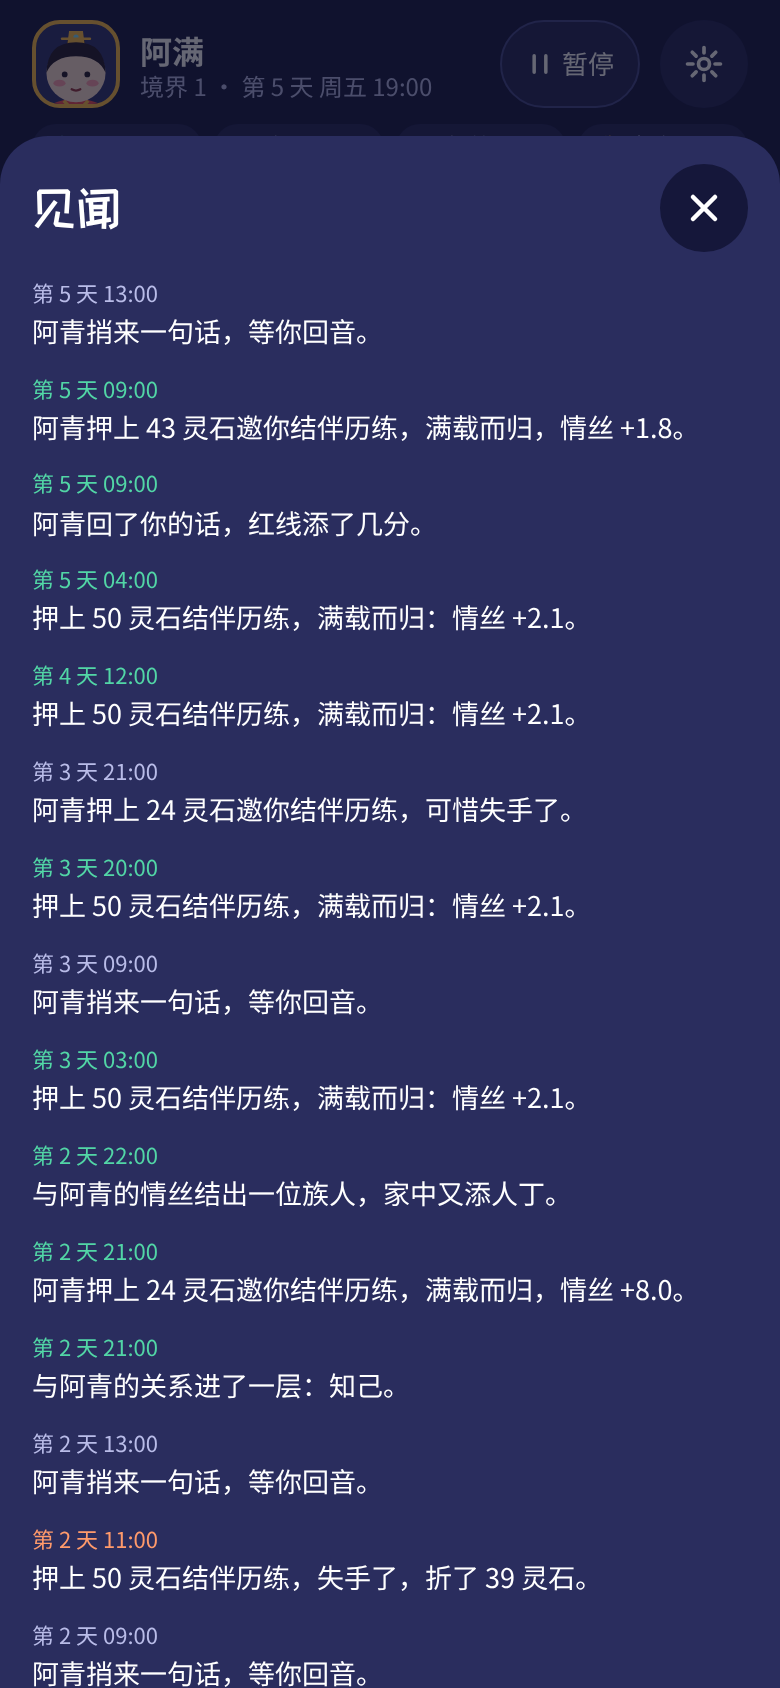 阿满
境界 1 · 第 5 天 周五 19:00
暂停
见闻
第 5 天 13:00
阿青捎来一句话，等你回音。
第 5 天 09:00
阿青押上 43 灵石邀你结伴历练，满载而归，情丝 +1.8。
第 5 天 09:00
阿青回了你的话，红线添了几分。
第 5 天 04:00
押上 50 灵石结伴历练，满载而归：情丝 +2.1。
第 4 天 12:00
押上 50 灵石结伴历练，满载而归：情丝 +2.1。
第 3 天 21:00
阿青押上 24 灵石邀你结伴历练，可惜失手了。
第 3 天 20:00
押上 50 灵石结伴历练，满载而归：情丝 +2.1。
第 3 天 09:00
阿青捎来一句话，等你回音。
第 3 天 03:00
押上 50 灵石结伴历练，满载而归：情丝 +2.1。
第 2 天 22:00
与阿青的情丝结出一位族人，家中又添人丁。
第 2 天 21:00
阿青押上 24 灵石邀你结伴历练，满载而归，情丝 +8.0。
第 2 天 21:00
与阿青的关系进了一层：知己。
第 2 天 13:00
阿青捎来一句话，等你回音。
第 2 天 11:00
押上 50 灵石结伴历练，失手了，折了 39 灵石。
第 2 天 09:00
阿青捎来一句话，等你回音。